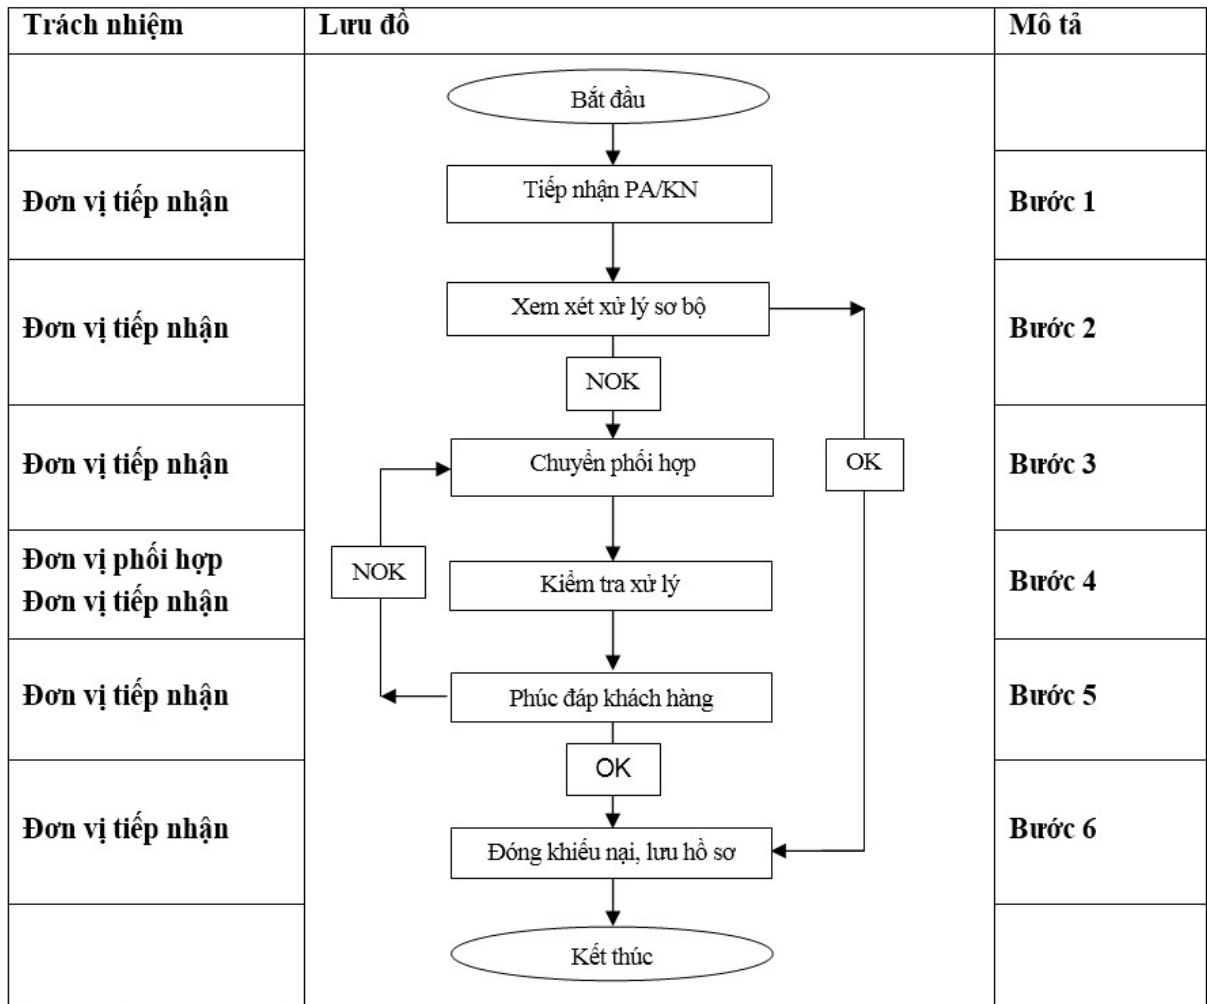 Trách nhiệm
Lưu đồ
Mô tả
Bắt đầu
Đơn vị tiếp nhận
Tiếp nhận PA/KN
Bước 1
Đơn vị tiếp nhận
Xem xét xử lý sơ bộ
Bước 2
NOK
Đơn vị tiếp nhận
Chuyển phối hợp
OK
Bước 3
Đơn vị phối hợp
Đơn vị tiếp nhận
NOK
Kiểm tra xử lý
Bước 4
Đơn vị tiếp nhận
Phúc đáp khách hàng
Bước 5
OK
Đơn vị tiếp nhận
Đóng khiếu nại, lưu hồ sơ
Bước 6
Kết thúc